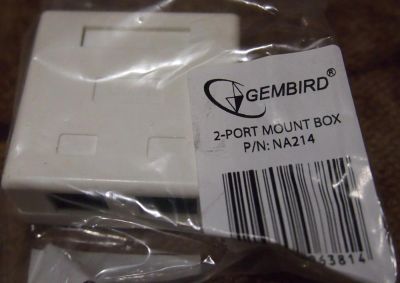 GEMBIRD®
2-PORT MOUNT BOX
P/N: NA214